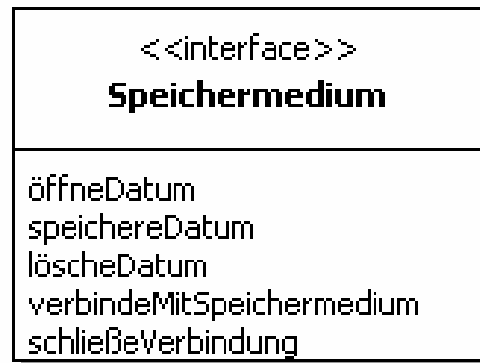 <<interface>>
Speichermedium
öffneDatum
speichereDatum
löscheDatum
verbindeMitSpeichermedium
schließeVerbindung